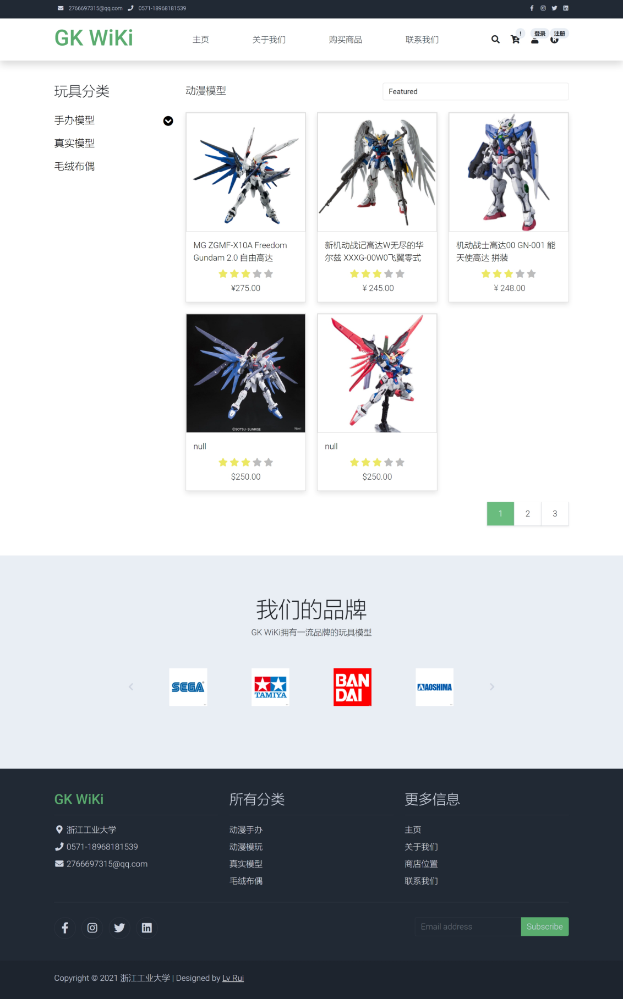 2766697315@qq.com 0571-18968181539
GK WiKi
主页 关于我们 购买商品 联系我们
! 登录 注册
玩具分类
手办模型
真实模型
毛绒布偶
动漫模型
Featured
MG ZGMF-X10A Freedom
Gundam 2.0 自由高达
¥275.00
新机动战记高达W无尽的华
尔兹 XXXG-00W0飞翼零式
¥ 245.00
机动战士高达00 GN-001 能
天使高达 拼装
¥ 248.00
©SOTSU·SUNRISE
Hpoi
null
$250.00
null
$250.00
1 2 3
我们的品牌
GK WiKi拥有一流品牌的玩具模型
SEGA
TAMIYA
BAN
DAI
AOSHIMA
GK WiKi
浙江工业大学
0571-18968181539
2766697315@qq.com
所有分类
动漫手办
动漫模玩
真实模型
毛绒布偶
更多信息
主页
关于我们
商店位置
联系我们
Email address Subscribe
Copyright © 2021 浙江工业大学 | Designed by Lv Rui